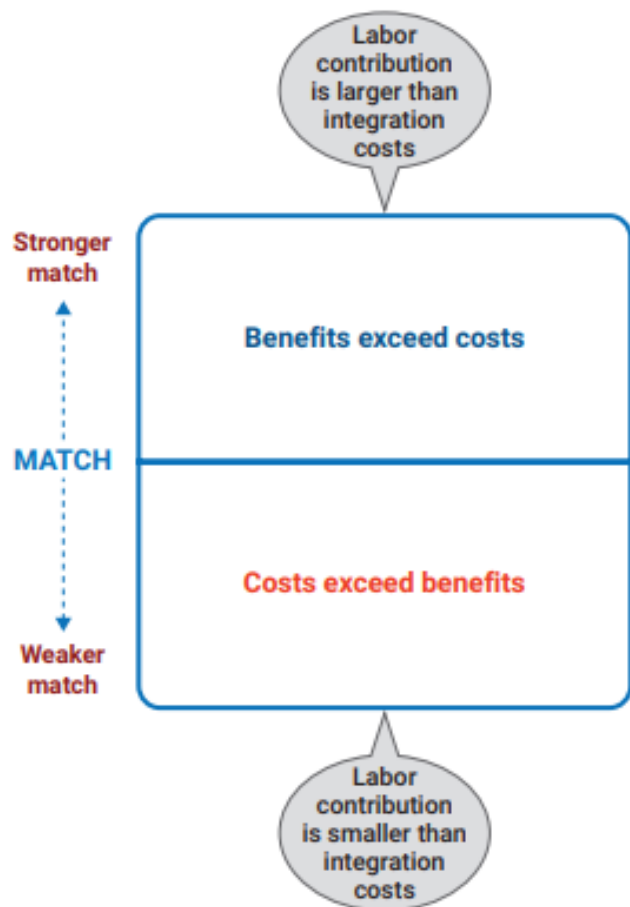 Labor
contribution
is larger than
integration
costs
Stronger
match
Benefits exceed costs
MATCH
Costs exceed benefits
Weaker
match
Labor
contribution
is smaller than
integration
costs